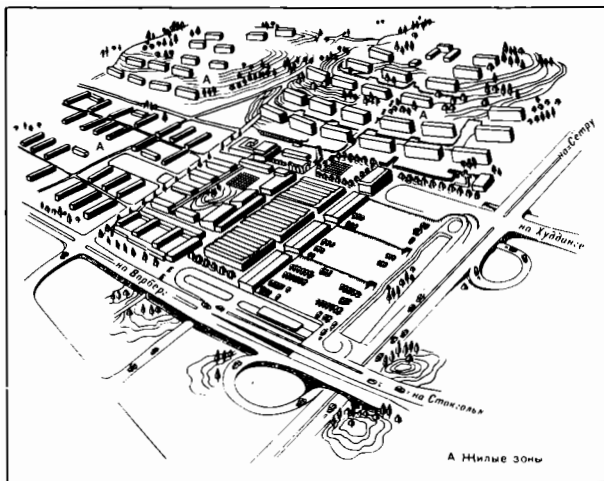 А
А
А
на Сетру
на Худдинге
на Варберг
на Стокгольм
А Жилые зоны